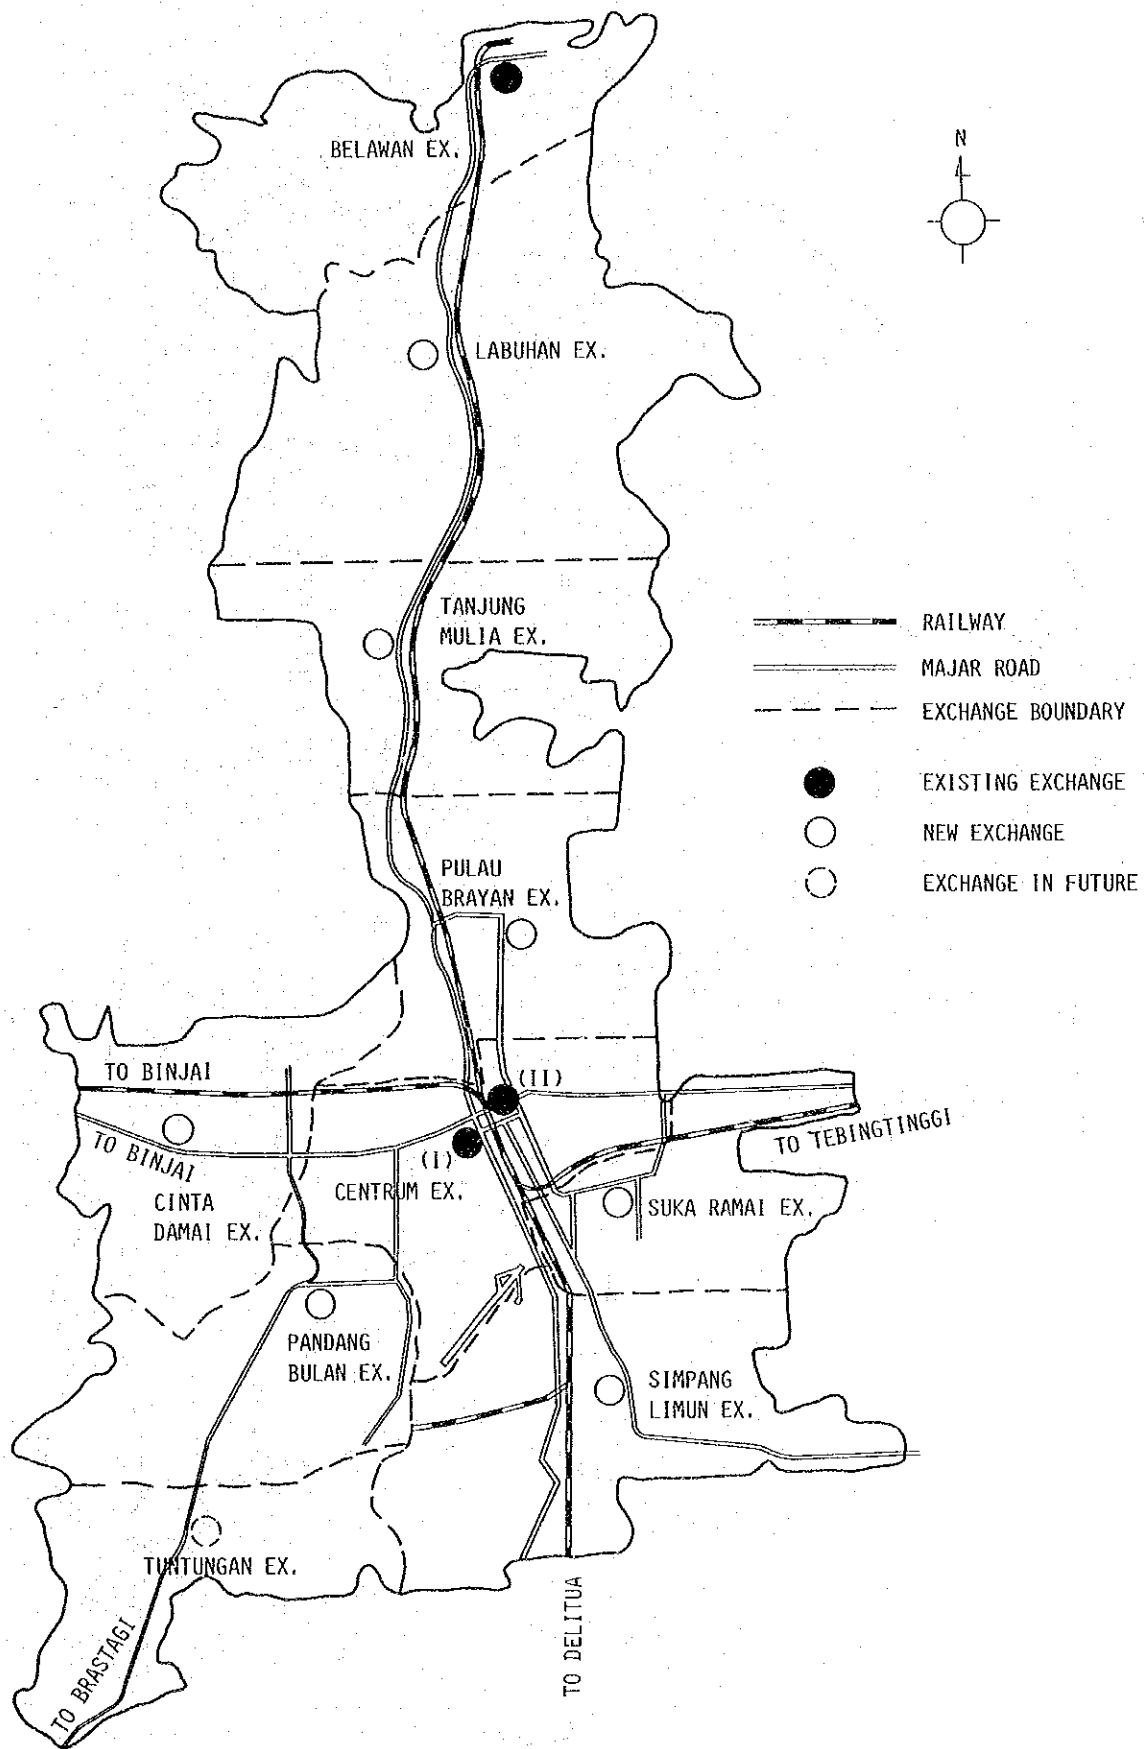 BELAWAN EX.
N
LABUHAN EX.
TANJUNG
MULIA EX.
RAILWAY
MAJAR ROAD
EXCHANGE BOUNDARY
EXISTING EXCHANGE
NEW EXCHANGE
EXCHANGE IN FUTURE
PULAU
BRAYAN EX.
TO BINJAI
(II)
TO BINJAI
(I)
TO TEBINGTINGGI
CENTRUM EX.
CINTA
DAMAI EX.
SUKA RAMAI EX.
PANDANG
BULAN EX.
SIMPANG
LIMUN EX.
TUNTUNGAN EX.
TO BRASTAGI
TO DELITUA